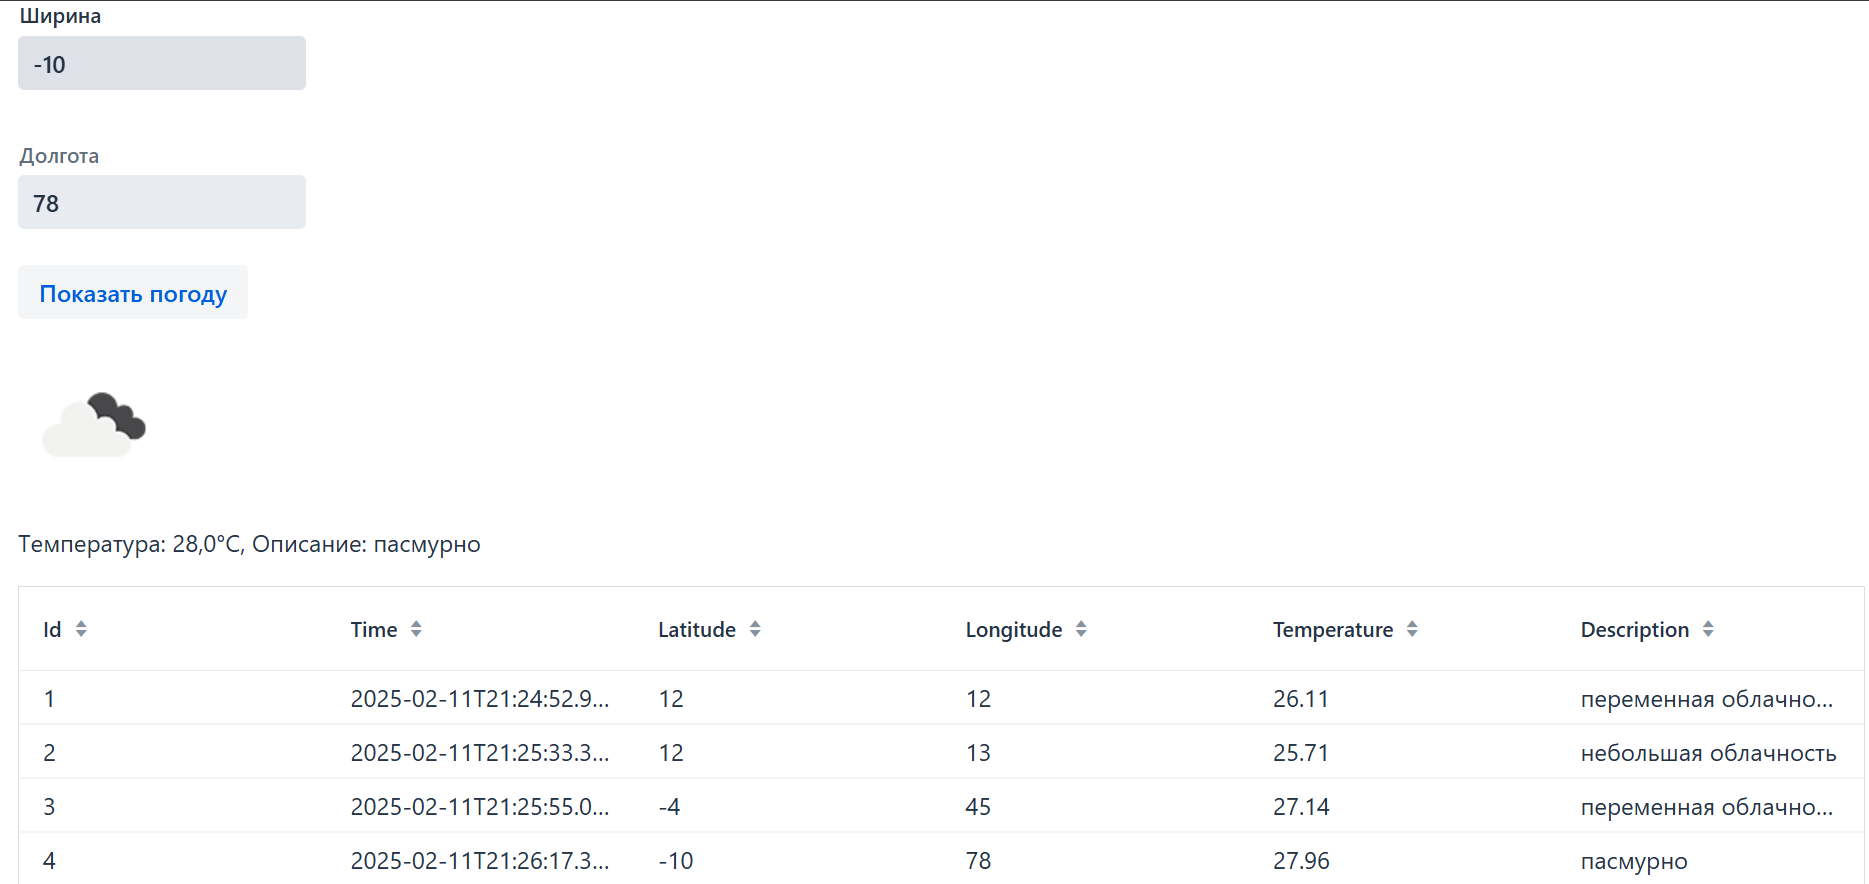 Ширина
-10
Долгота
78
Показать погоду
Температура: 28,0°C, Описание: пасмурно
Id Time Latitude Longitude Temperature Description
1 2025-02-11T21:24:52.9... 12 12 26.11 переменная облачно...
2 2025-02-11T21:25:33.3... 12 13 25.71 небольшая облачность
3 2025-02-11T21:25:55.0... -4 45 27.14 переменная облачно...
4 2025-02-11T21:26:17.3... -10 78 27.96 пасмурно